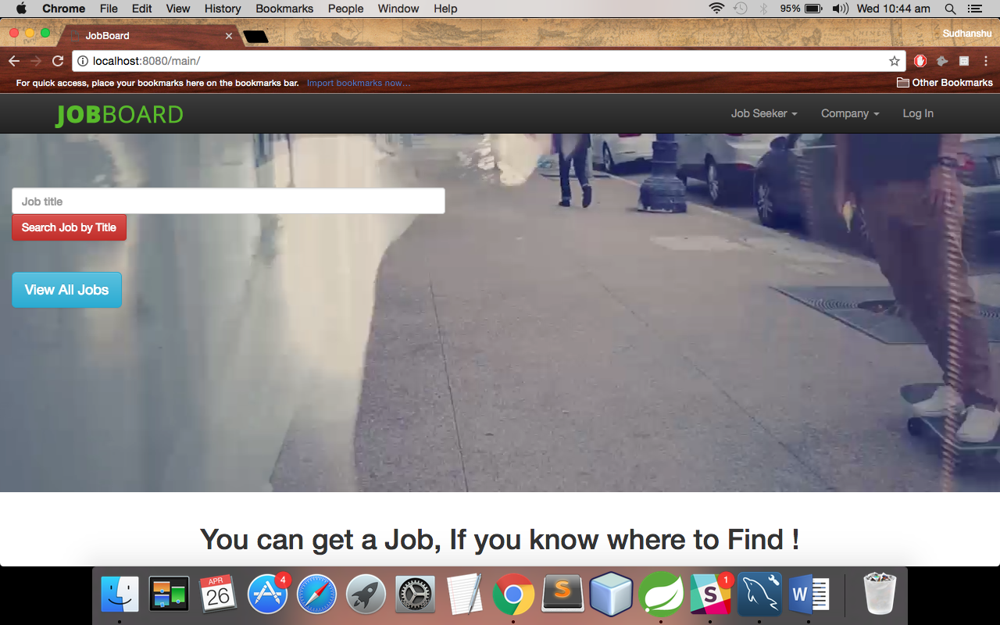 Chrome File Edit View History Bookmarks People Window Help 95% Wed 10:44 am
JobBoard Sudhanshu
localhost:8080/main/
For quick access, place your bookmarks here on the bookmarks bar. Import bookmarks now... Other Bookmarks
JOBBOARD Job Seeker Company Log In
Job title
Search Job by Title
View All Jobs
You can get a Job, If you know where to Find !
APR
26
4
S
S
1
W